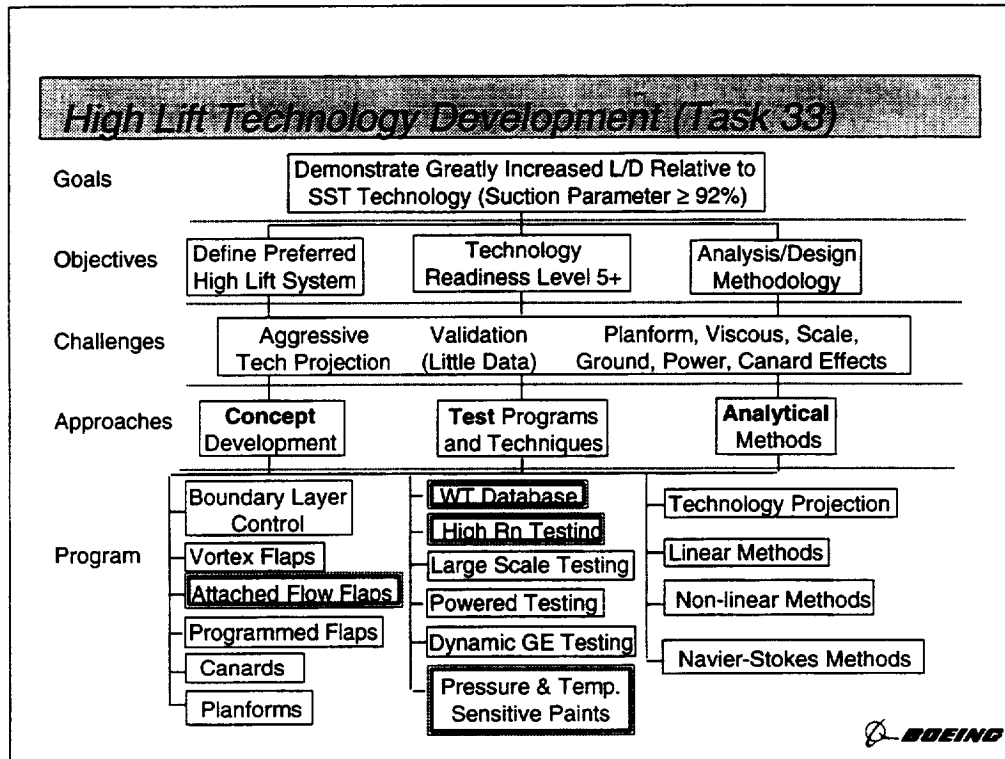 High Lift Technology Development (Task 33)
Goals
Demonstrate Greatly Increased L/D Relative to
SST Technology (Suction Parameter ≥ 92%)
Objectives
Define Preferred
High Lift System
Technology
Readiness Level 5+
Analysis/Design
Methodology
Challenges
Aggressive
Tech Projection
Validation
(Little Data)
Planform, Viscous, Scale,
Ground, Power, Canard Effects
Approaches
Concept
Development
Test Programs
and Techniques
Analytical
Methods
Program
Boundary Layer
Control
Vortex Flaps
Attached Flow Flaps
Programmed Flaps
Canards
Planforms
WT Database
High Rn Testing
Large Scale Testing
Powered Testing
Dynamic GE Testing
Pressure & Temp.
Sensitive Paints
Technology Projection
Linear Methods
Non-linear Methods
Navier-Stokes Methods
BOEING